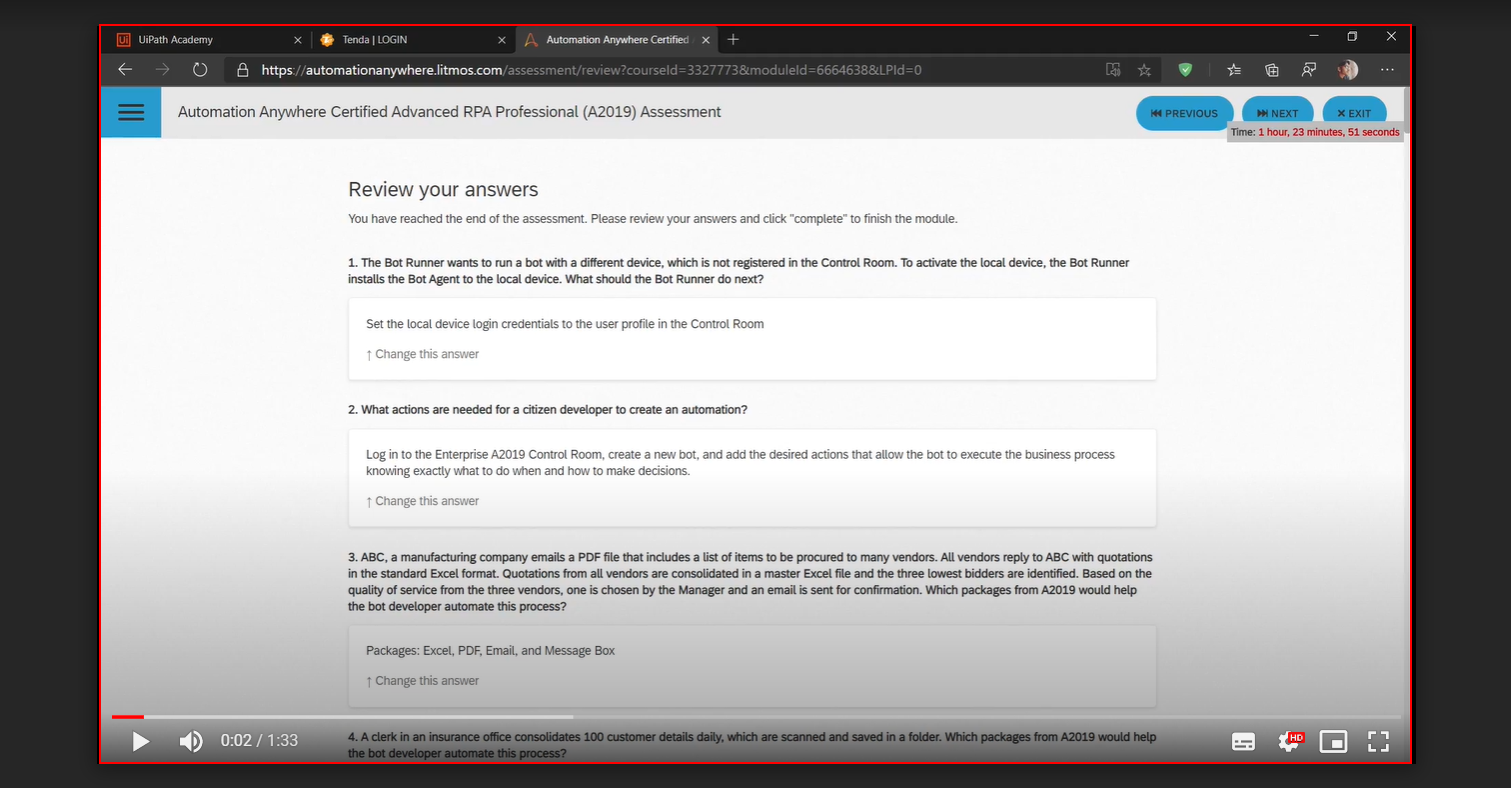 UiPath Academy
Tenda | LOGIN
Automation Anywhere Certified
https://automationanywhere.litmos.com/assessment/review?courseId=3327773&moduleId=6664638&LPId=0
Automation Anywhere Certified Advanced RPA Professional (A2019) Assessment
PREVIOUS
NEXT
EXIT
Time: 1 hour, 23 minutes, 51 seconds
Review your answers
You have reached the end of the assessment. Please review your answers and click "complete" to finish the module.
1. The Bot Runner wants to run a bot with a different device, which is not registered in the Control Room. To activate the local device, the Bot Runner
installs the Bot Agent to the local device. What should the Bot Runner do next?
Set the local device login credentials to the user profile in the Control Room
↑ Change this answer
2. What actions are needed for a citizen developer to create an automation?
Log in to the Enterprise A2019 Control Room, create a new bot, and add the desired actions that allow the bot to execute the business process
knowing exactly what to do when and how to make decisions.
↑ Change this answer
3. ABC, a manufacturing company emails a PDF file that includes a list of items to be procured to many vendors. All vendors reply to ABC with quotations
in the standard Excel format. Quotations from all vendors are consolidated in a master Excel file and the three lowest bidders are identified. Based on the
quality of service from the three vendors, one is chosen by the Manager and an email is sent for confirmation. Which packages from A2019 would help
the bot developer automate this process?
Packages: Excel, PDF, Email, and Message Box
↑ Change this answer
4. A clerk in an insurance office consolidates 100 customer details daily, which are scanned and saved in a folder. Which packages from A2019 would help
the bot developer automate this process?
0:02 / 1:33
HD